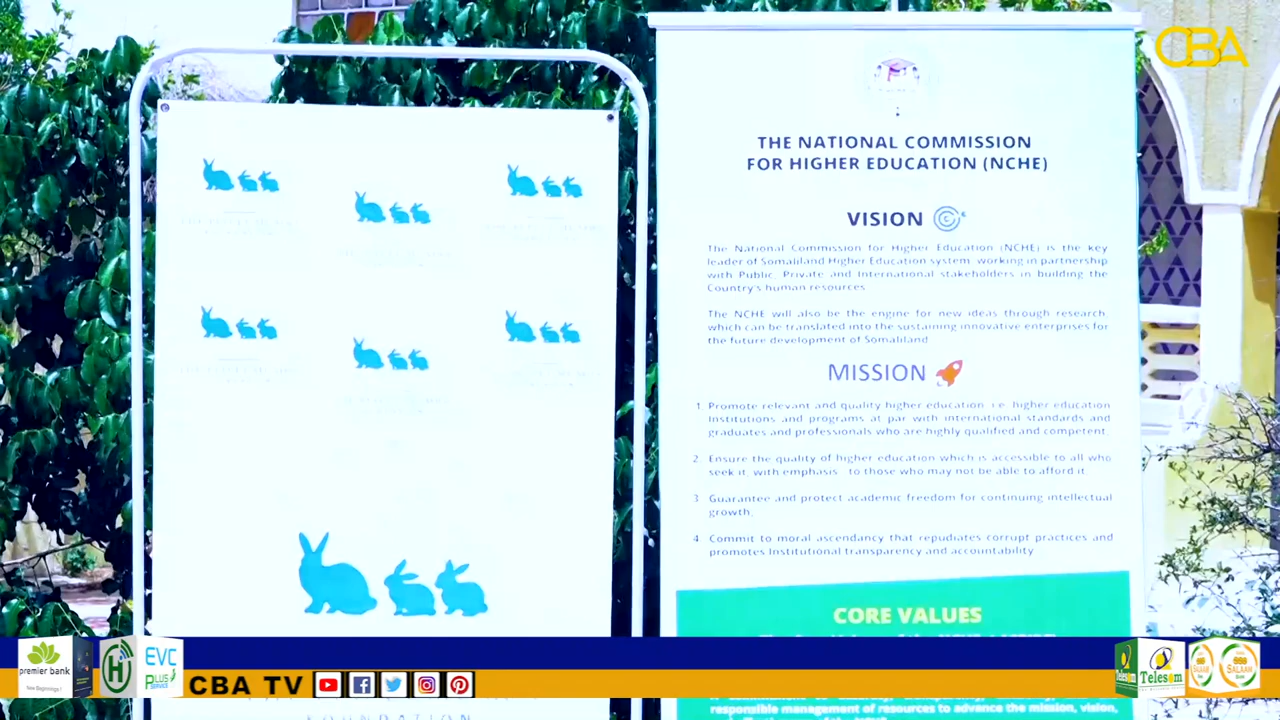 CBA
THE NATIONAL COMMISSION
FOR HIGHER EDUCATION (NCHE)
VISION
The National Commission for Higher Education (NCHE) is the key
leader of Somaliland Higher Education system working in partnership
with Public, Private and International stakeholders in building the
Country's human resources
The NCHE will also be the engine for new ideas through research,
which can be translated into the sustaining innovative enterprises for
the future development of Somaliland
MISSION
1 Promote relevant and quality higher education i.e. higher education
Institutions and programs at par with international standards and
graduates and professionals who are highly qualified and competent.
2 Ensure the quality of higher education which is accessible to all who
seek it, with emphasis to those who may not be able to afford it.
3 Guarantee and protect academic freedom for continuing intellectual
growth,
4 Commit to moral ascendancy that repudiates corrupt practices and
promotes Institutional transparency and accountability
CORE VALUES
responsible management of resources to advance the mission, vision,
premier bank
New Beginnings!
H
EVC
PLUS
SERVICE
CBA TV
Telesom
SALAAM
FOUNDATION